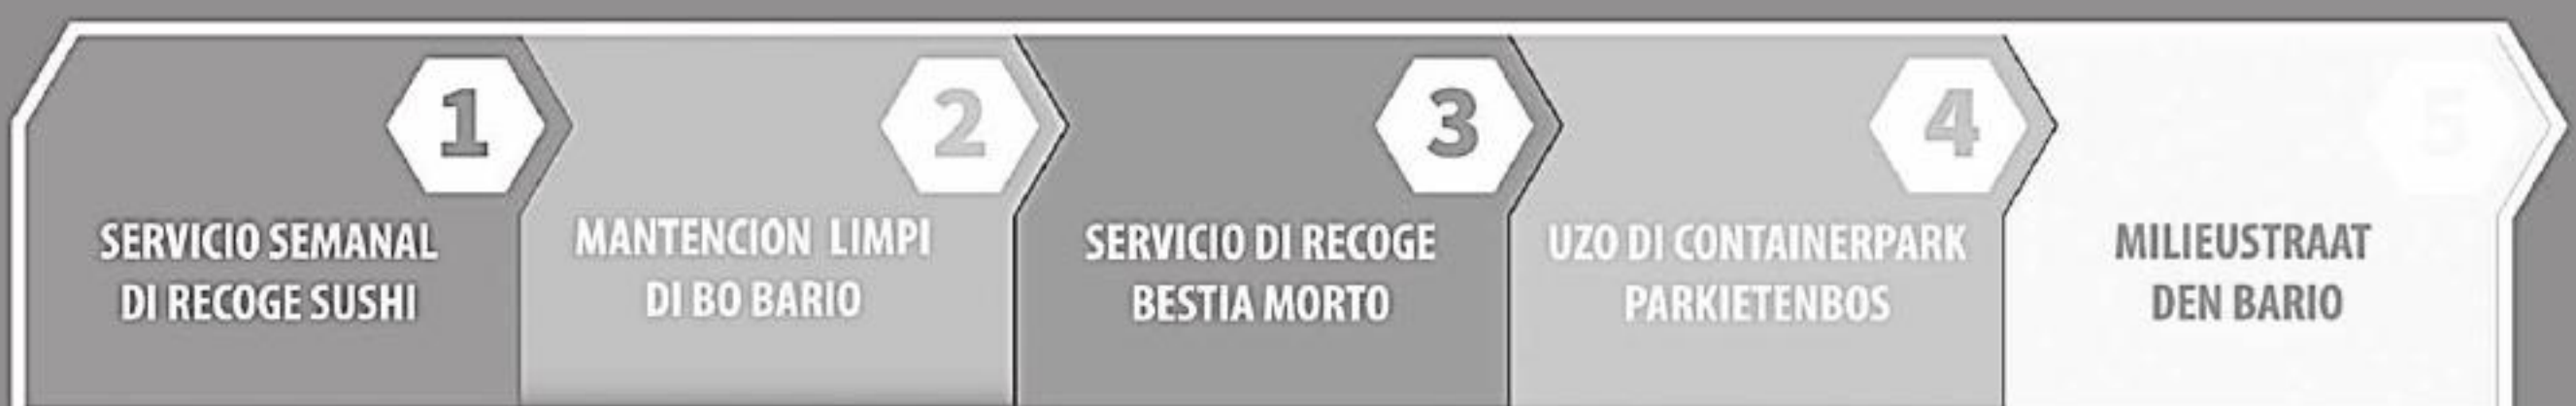 1
SERVICIO SEMANAL
DI RECOGE SUSHI
2
MANTENCION LIMPI
DI BO BARIO
3
SERVICIO DI RECOGE
BESTIA MORTO
4
UZO DI CONTAINERPARK
PARKIETENBOS
5
MILIEUSTRAAT
DEN BARIO